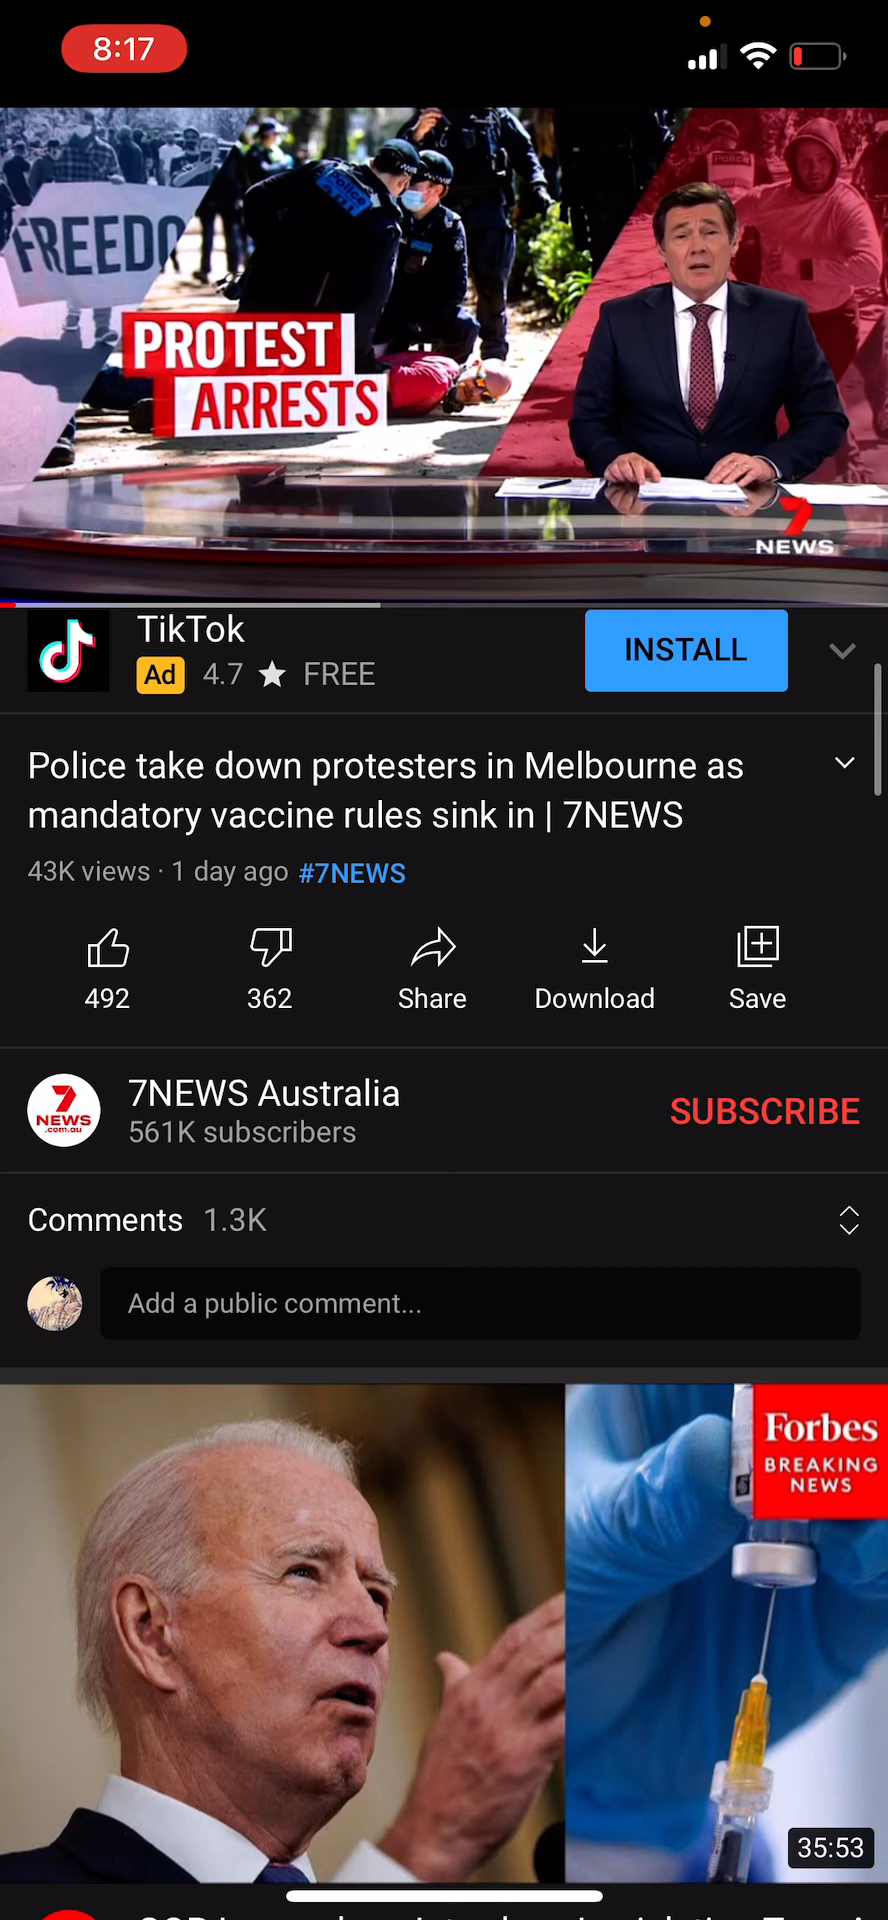 8:17
FREEDO
Police
Police
PROTEST
ARRESTS
7
NEWS
TikTok
INSTALL
Ad 4.7 ★ FREE
Police take down protesters in Melbourne as
mandatory vaccine rules sink in | 7NEWS
43K views · 1 day ago #7NEWS
492 362 Share Download Save
7
NEWS
.com.au
7NEWS Australia
561K subscribers
SUBSCRIBE
Comments 1.3K
Add a public comment...
Forbes
BREAKING
NEWS
35:53